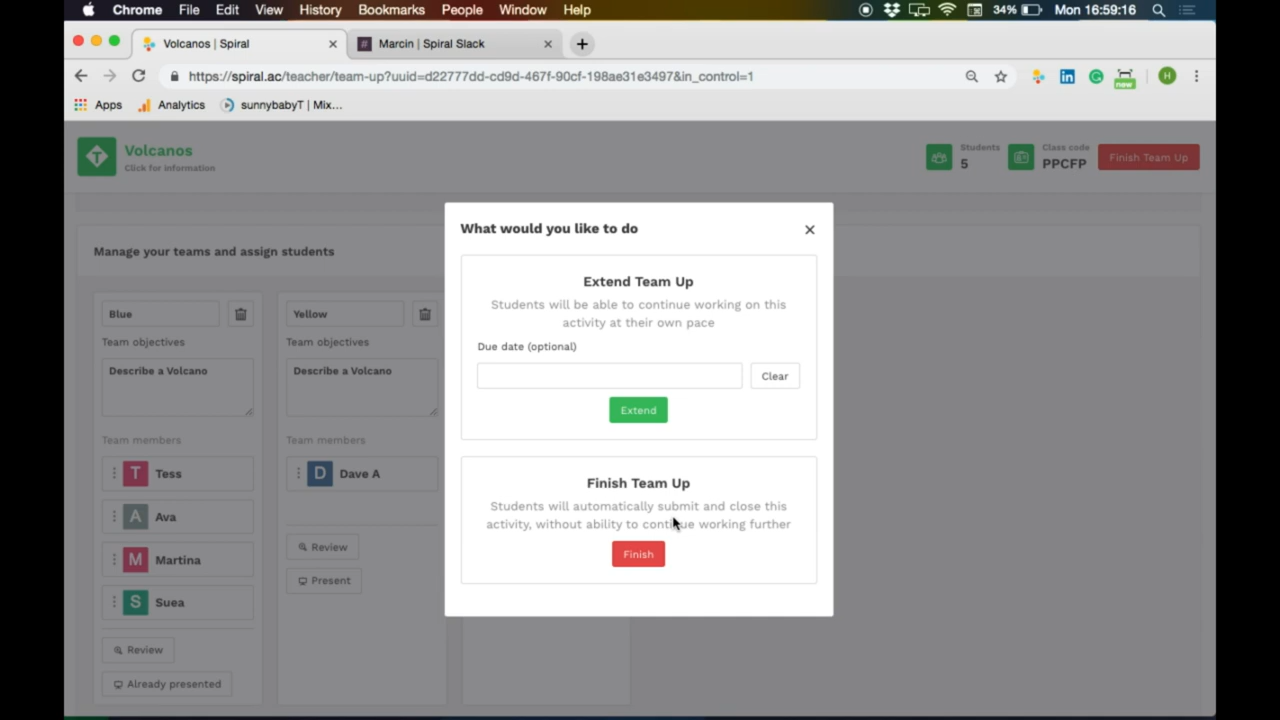 Chrome File Edit View History Bookmarks People Window Help 34% Mon 16:59:16
Volcanos | Spiral Marcin | Spiral Slack
https://spiral.ac/teacher/team-up?uuid=d22777dd-cd9d-467f-90cf-198ae31e3497&in_control=1 new H
Apps Analytics sunnybabyT | Mix...
T Volcanos
Click for information
Students
5
Class code
PPCFP
Finish Team Up
Manage your teams and assign students
Blue
Team objectives
Describe a Volcano
Team members
T Tess
A Ava
M Martina
S Suea
Review
Already presented
Yellow
Team objectives
Describe a Volcano
Team members
D Dave A
Review
Present
What would you like to do
Extend Team Up
Students will be able to continue working on this
activity at their own pace
Due date (optional)
Clear
Extend
Finish Team Up
Students will automatically submit and close this
activity, without ability to continue working further
Finish